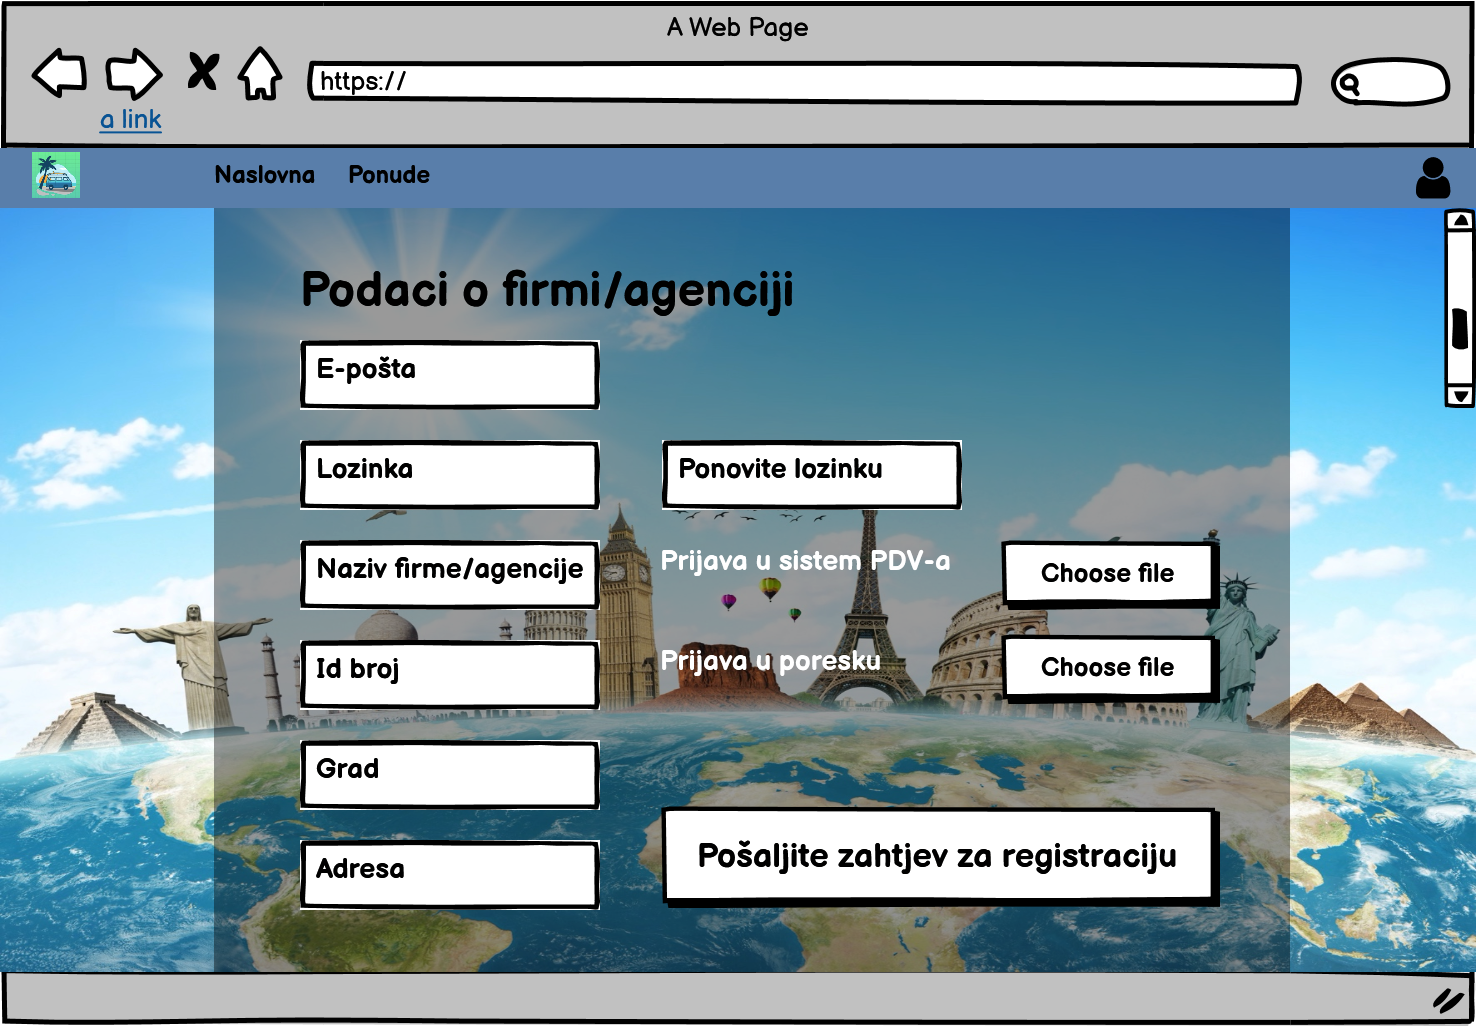 A Web Page
https://
a link
Naslovna Ponude
Podaci o firmi/agenciji
E-pošta
Lozinka Ponovite lozinku
Naziv firme/agencije Prijava u sistem PDV-a Choose file
Id broj Prijava u poresku Choose file
Grad
Pošaljite zahtjev za registraciju
Adresa